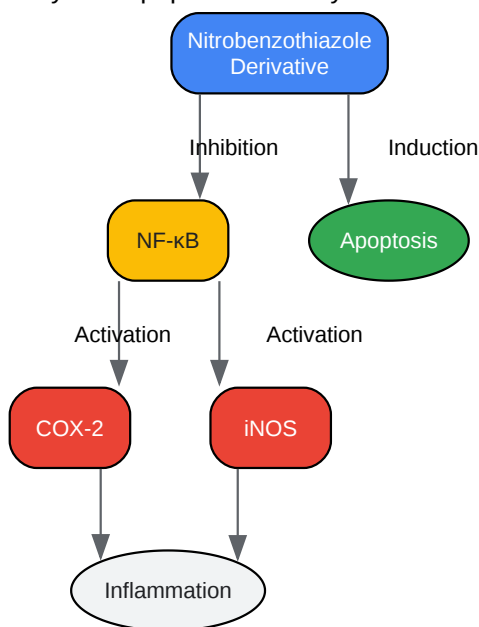 Nitrobenzothiazole
Derivative
Inhibition
Induction
NF-κB
Apoptosis
Activation
Activation
COX-2
iNOS
Inflammation